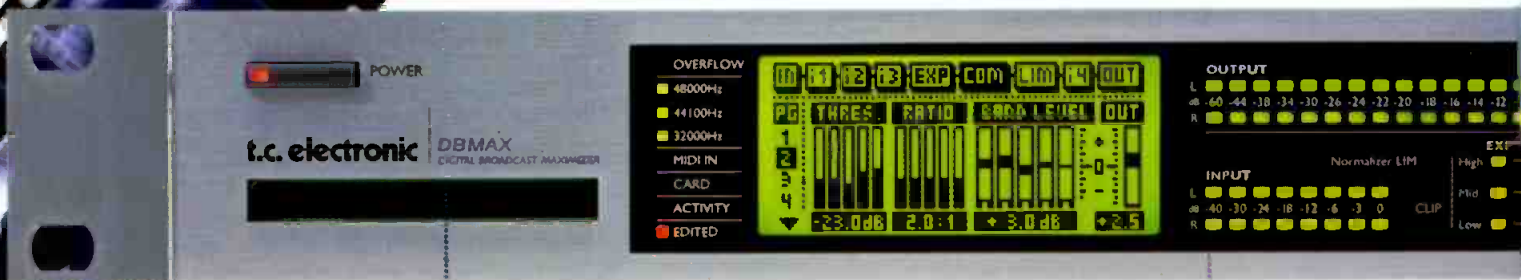 POWER
t.c. electronic
DBMAX
DIGITAL BROADCAST MAXIMIZER
OVERFLOW
48000Hz
44100Hz
32000Hz
MIDI IN
CARD
ACTIVITY
EDITED
IN i1 i2 i3 EXP COM LIM i4 OUT
PG THRES. RATIO BAND LEVEL OUT
1
2
3
4
+
0
-
-23.0dB 2.0:1 +3.0dB +2.5
OUTPUT
L
dB -60 -44 -38 -34 -30 -26 -24 -22 -20 -18 -16 -14 -12
R
Normalizer LIM
INPUT
L
dB -40 -30 -24 -18 -12 -6 -3 0 CLIP
R
High
Mid
Low